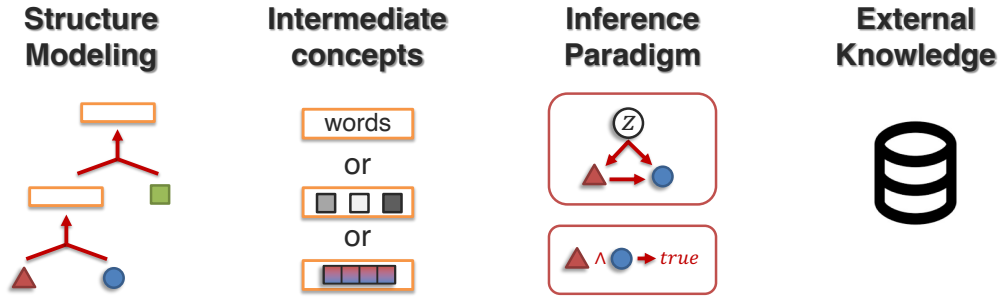 Structure
Modeling
Intermediate
concepts
words
or
or
Inference
Paradigm
Z
∧ → true
External
Knowledge